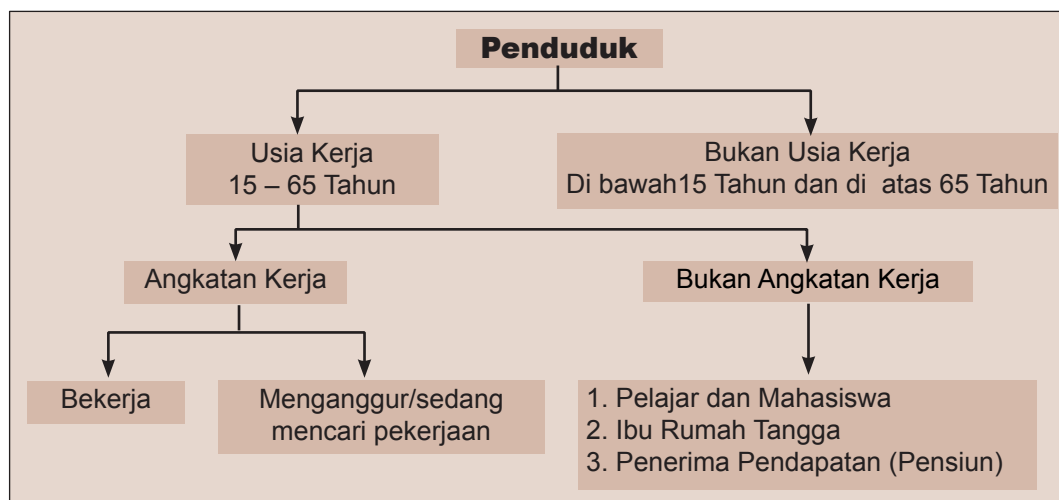 Penduduk
Usia Kerja
15 – 65 Tahun
Bukan Usia Kerja
Di bawah15 Tahun dan di atas 65 Tahun
Angkatan Kerja
Bukan Angkatan Kerja
Bekerja
Menganggur/sedang
mencari pekerjaan
1. Pelajar dan Mahasiswa
2. Ibu Rumah Tangga
3. Penerima Pendapatan (Pensiun)